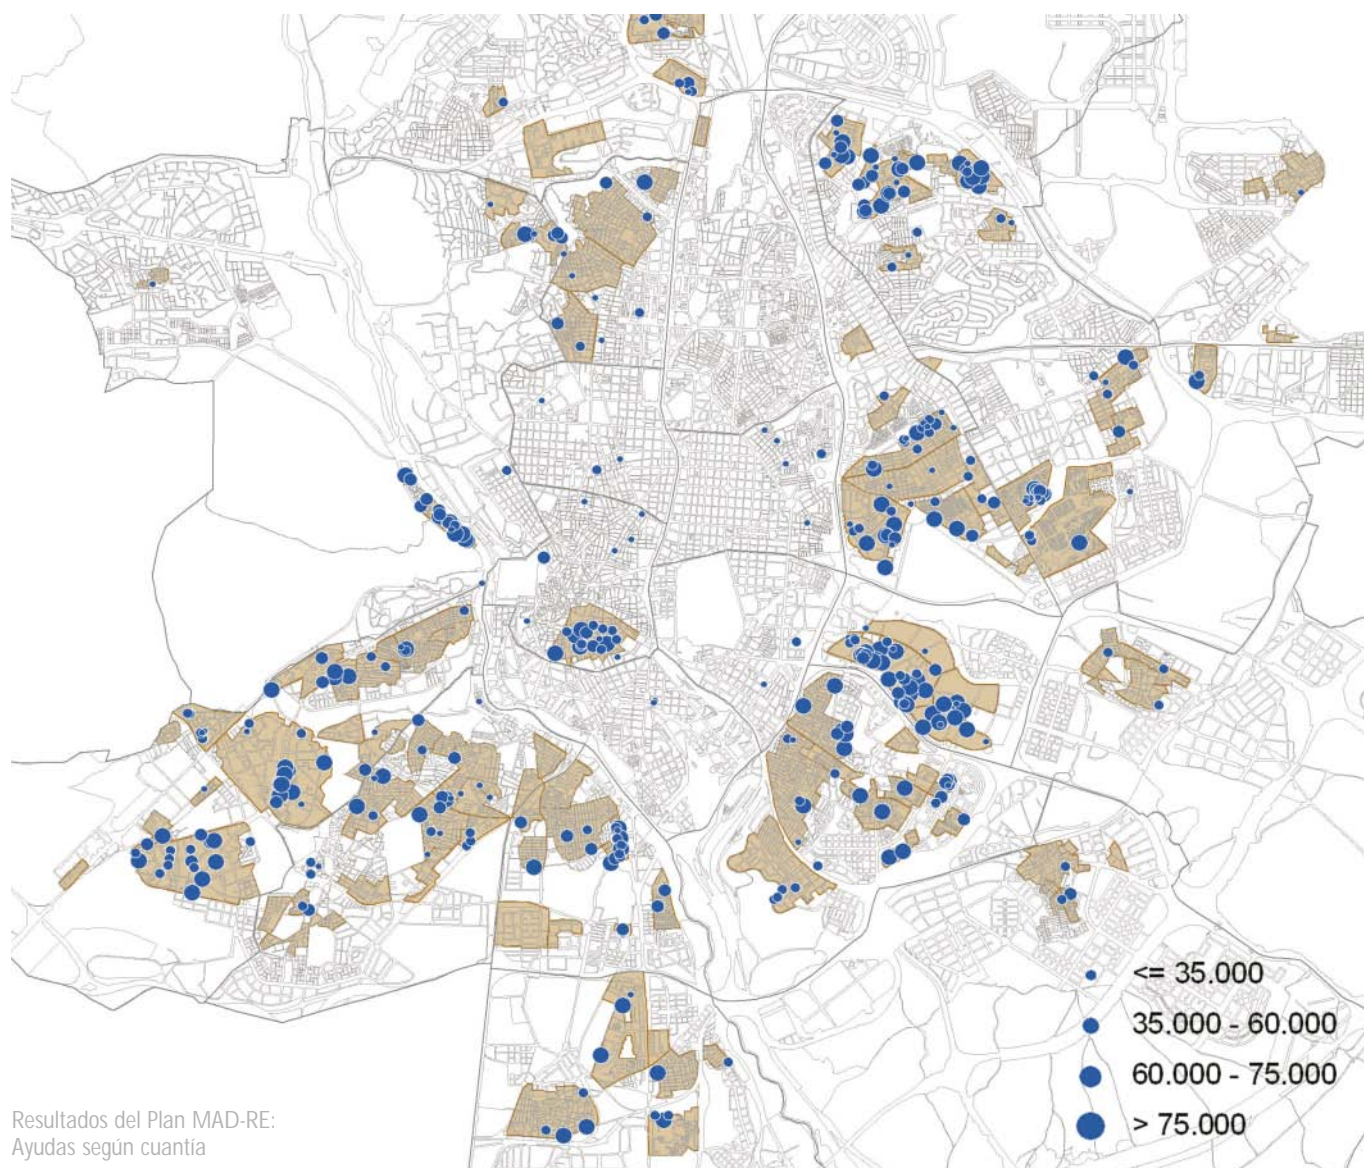 <= 35.000
35.000 - 60.000
60.000 - 75.000
> 75.000
Resultados del Plan MAD-RE:
Ayudas según cuantía